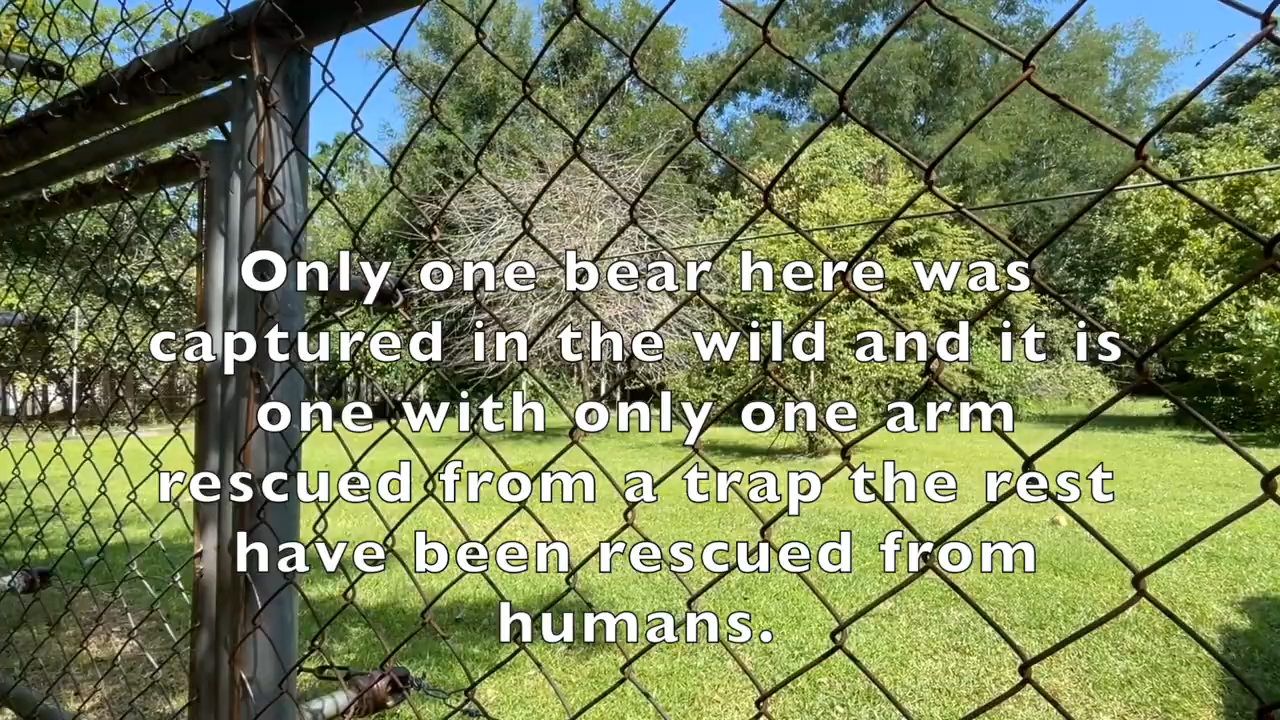 Only one bear here was
captured in the wild and it is
one with only one arm
rescued from a trap the rest
have been rescued from
humans.